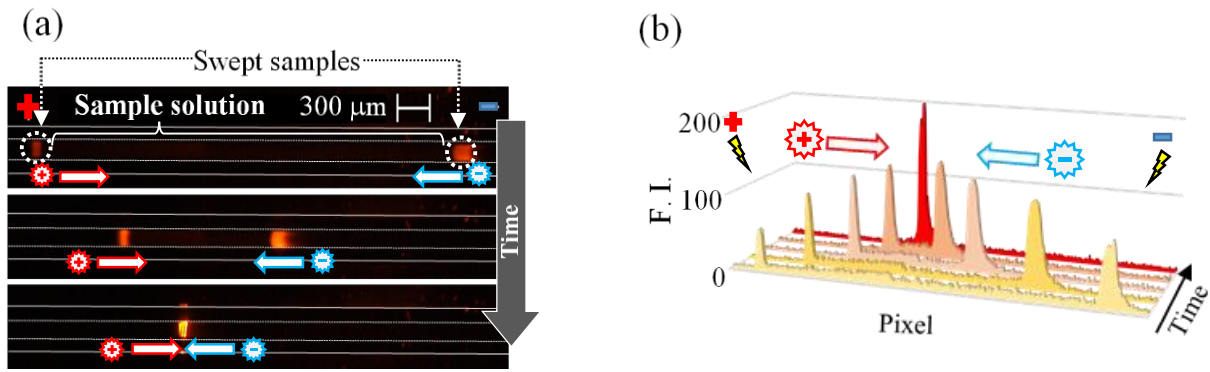 (a)
Swept samples
Sample solution
300 μm
Time
(b)
200
100
0
F. I.
Pixel
Time